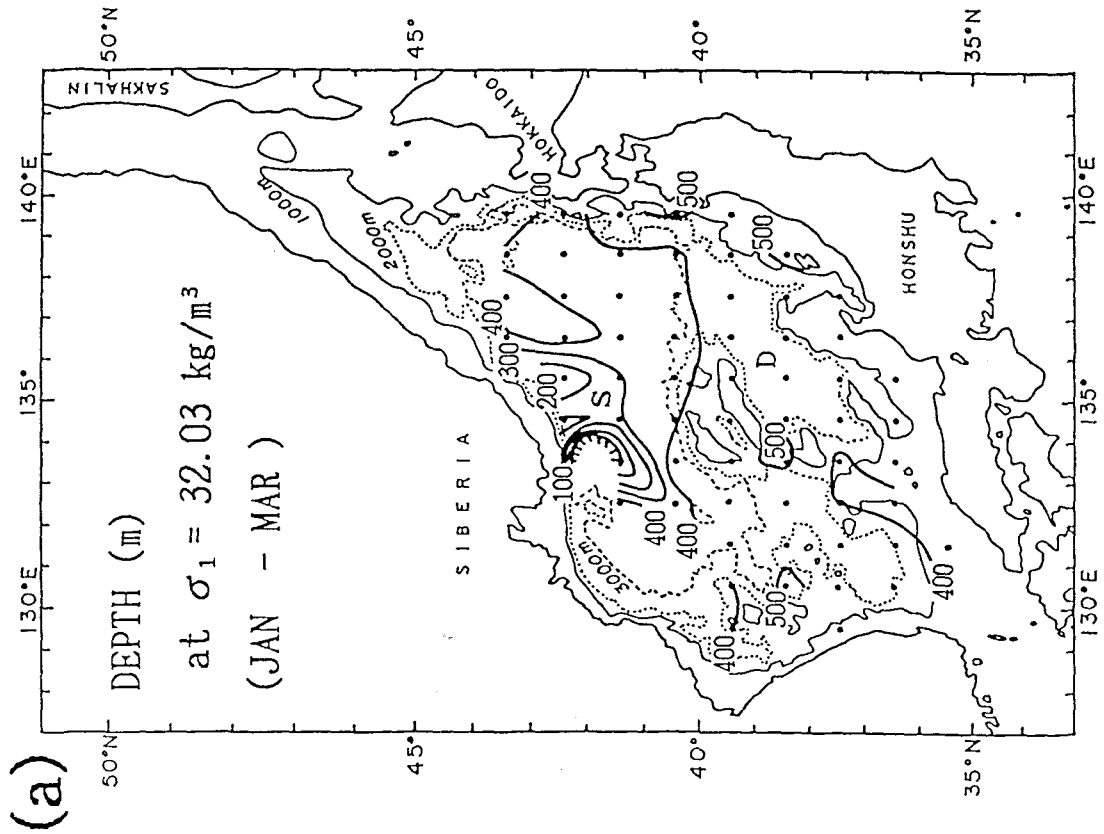 (a)
DEPTH (m)
at σ₁ = 32.03 kg/m³
(JAN - MAR )
50°N
45°
40°
35°N
130°E
135°
140°E
SAKHALIN
1000m
2000m
HOKKAIDO
400
400
500
300
200
S
SIBERIA
100
500
HONSHU
D
3000m
400
400
500
500
400
400
130°E
135°
140°E
50°N
45°
40°
35°N